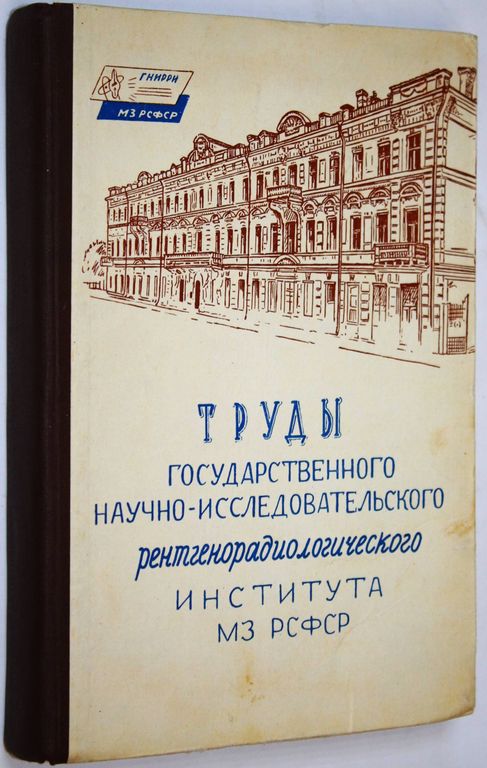 ГНИРРИ
МЗ РСФСР
ТРУДЫ
ГОСУДАРСТВЕННОГО
НАУЧНО-ИССЛЕДОВАТЕЛЬСКОГО
рентгенорадиологического
ИНСТИТУТА
МЗ РСФСР